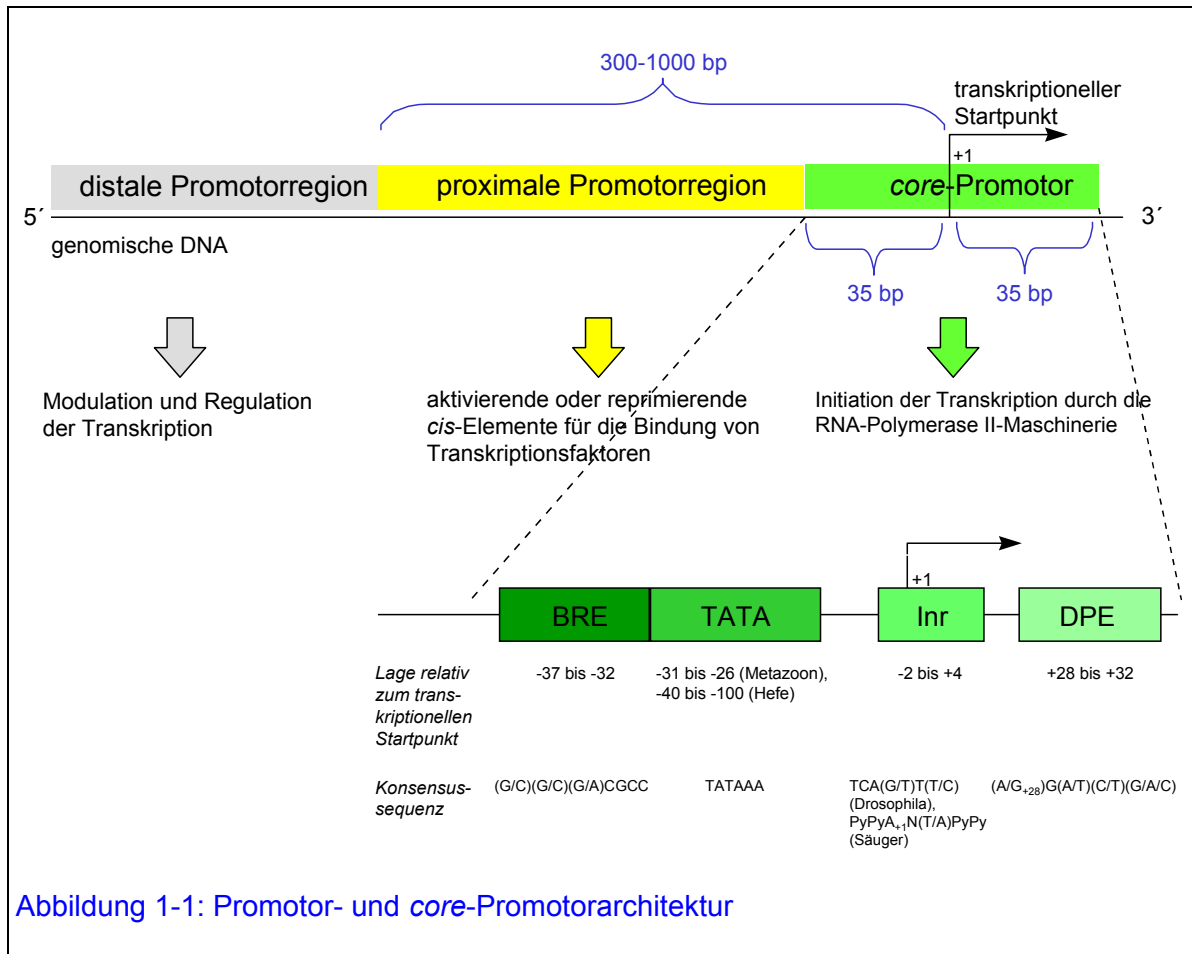 300-1000 bp
transkriptioneller
Startpunkt
+1
distale Promotorregion
proximale Promotorregion
core-Promotor
5´
3´
genomische DNA
35 bp
35 bp
Modulation und Regulation
der Transkription
aktivierende oder reprimierende
cis-Elemente für die Bindung von
Transkriptionsfaktoren
Initiation der Transkription durch die
RNA-Polymerase II-Maschinerie
+1
BRE
TATA
Inr
DPE
Lage relativ
zum trans-
kriptionellen
Startpunkt
-37 bis -32
-31 bis -26 (Metazoon),
-40 bis -100 (Hefe)
-2 bis +4
+28 bis +32
Konsensus-
sequenz
(G/C)(G/C)(G/A)CGCC
TATAAA
TCA(G/T)T(T/C)
(Drosophila),
PyPyA+1N(T/A)PyPy
(Säuger)
(A/G+28)G(A/T)(C/T)(G/A/C)
Abbildung 1-1: Promotor- und core-Promotorarchitektur